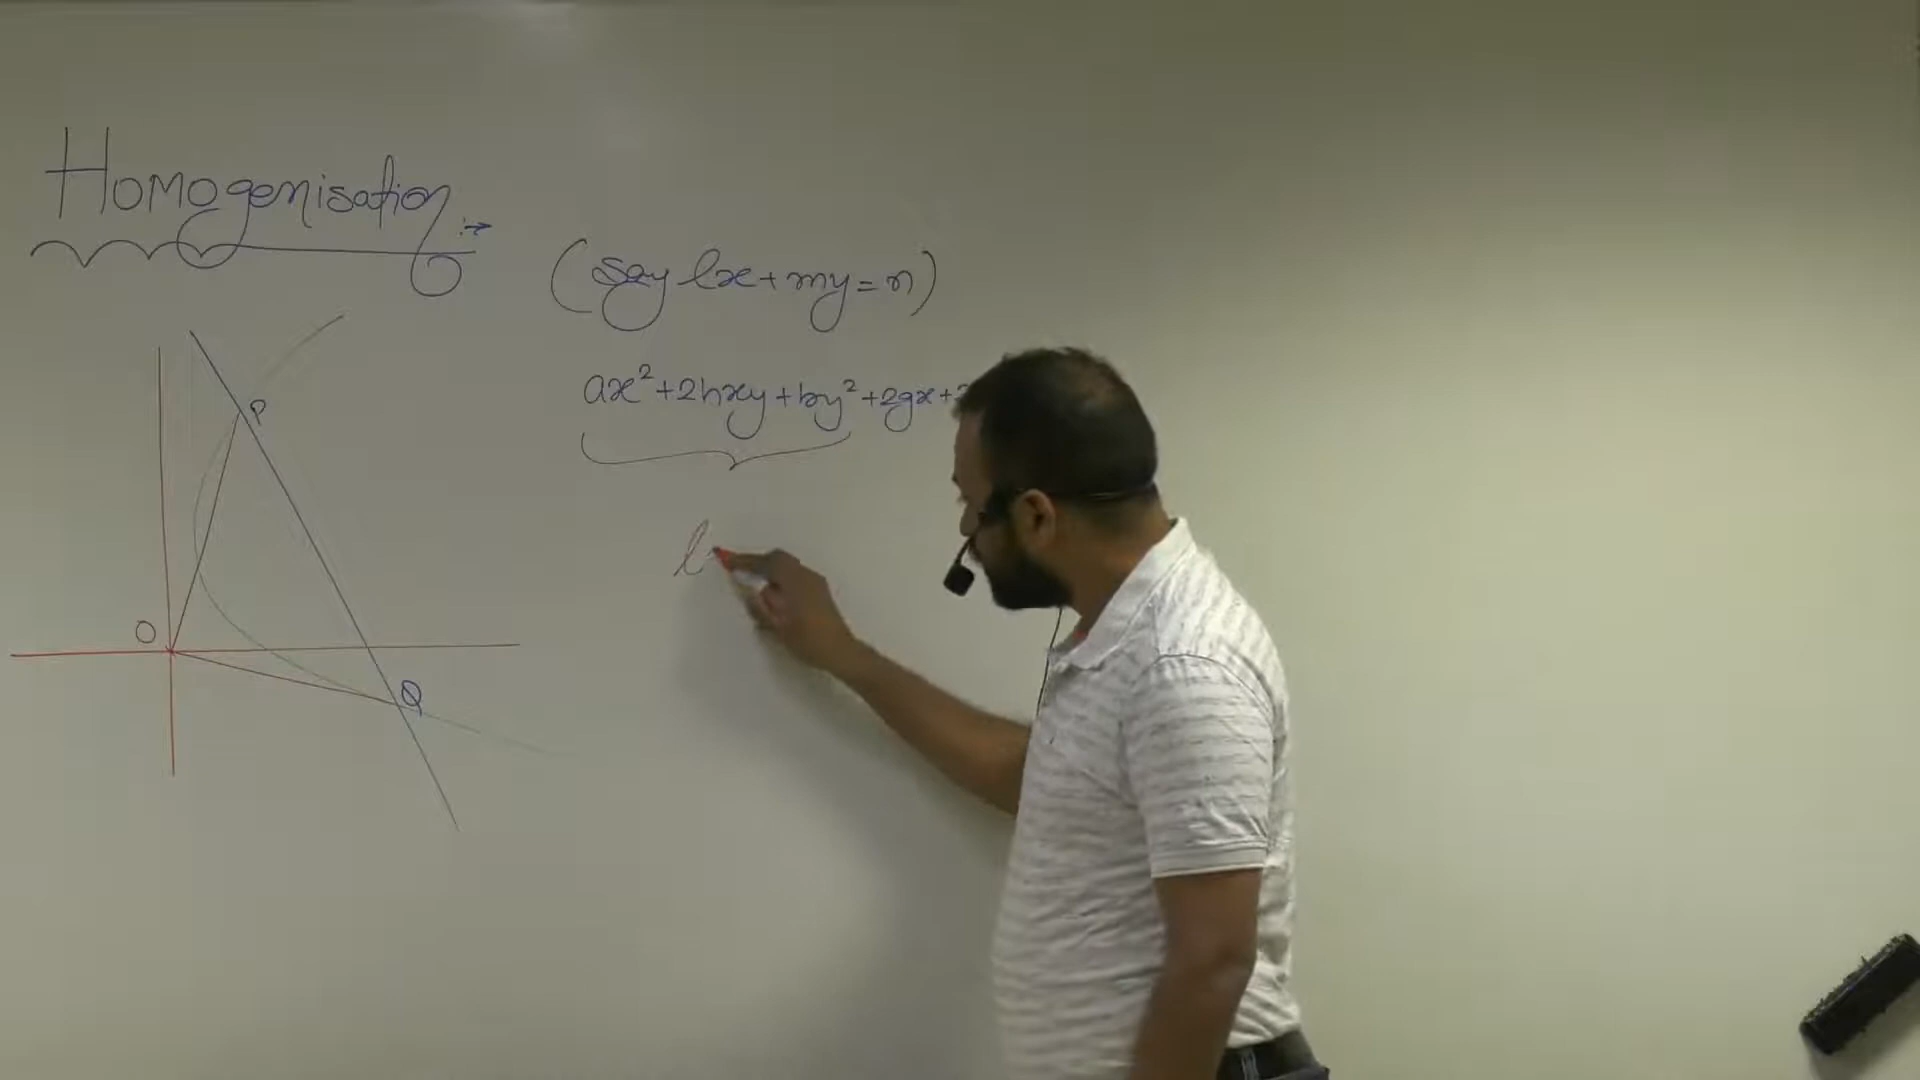 Homogenisation :→
(say lx+my=n)
ax²+2hxy+by²+2gx+
P
l
O
Q